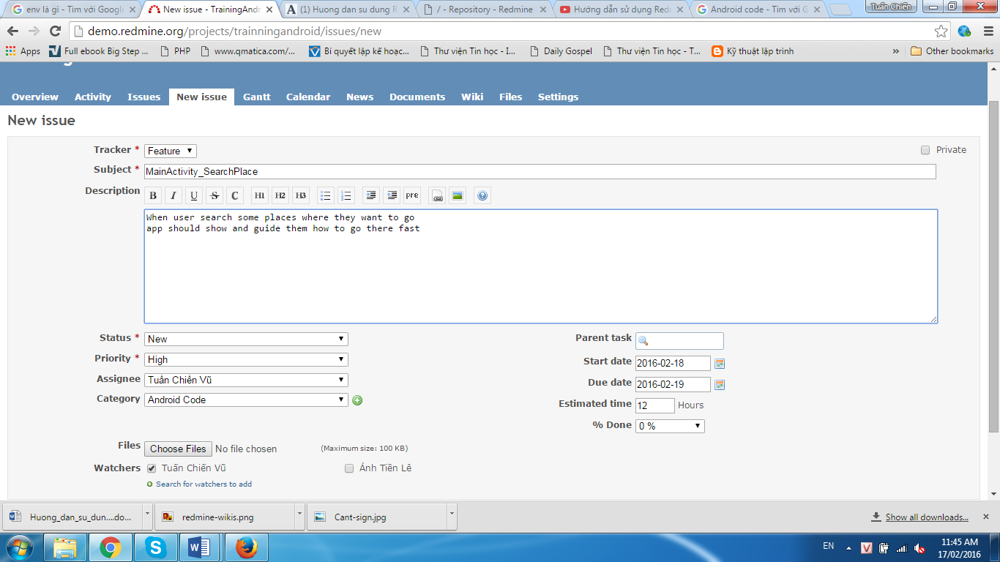 env là gì - Tìm với Google
New issue - TrainingAndr
(1) Huong dan su dung R
/ - Repository - Redmine
Hướng dẫn sử dụng Redm
Android code - Tìm với G
Tuấn Chiến
demo.redmine.org/projects/trainningandroid/issues/new
Apps
Full ebook Big Step ...
PHP
www.qmatica.com/...
Bí quyết lập kế hoạc...
Thư viện Tin học - I...
Daily Gospel
Thư viện Tin học - T...
Kỹ thuật lập trình
»
Other bookmarks
Overview Activity Issues New issue Gantt Calendar News Documents Wiki Files Settings
New issue
Tracker * Feature
Private
Subject * MainActivity_SearchPlace
Description B I U S C H1 H2 H3 pre
When user search some places where they want to go
app should show and guide them how to go there fast
Status * New
Parent task
Priority * High
Start date 2016-02-18
Assignee Tuấn Chiến Vũ
Due date 2016-02-19
Category Android Code
Estimated time 12 Hours
% Done 0 %
Files Choose Files No file chosen (Maximum size: 100 KB)
Watchers Tuấn Chiến Vũ Ánh Tiên Lê
Search for watchers to add
Huong_dan_su_dun....do...
redmine-wikis.png
Cant-sign.jpg
Show all downloads...
EN
11:45 AM
17/02/2016